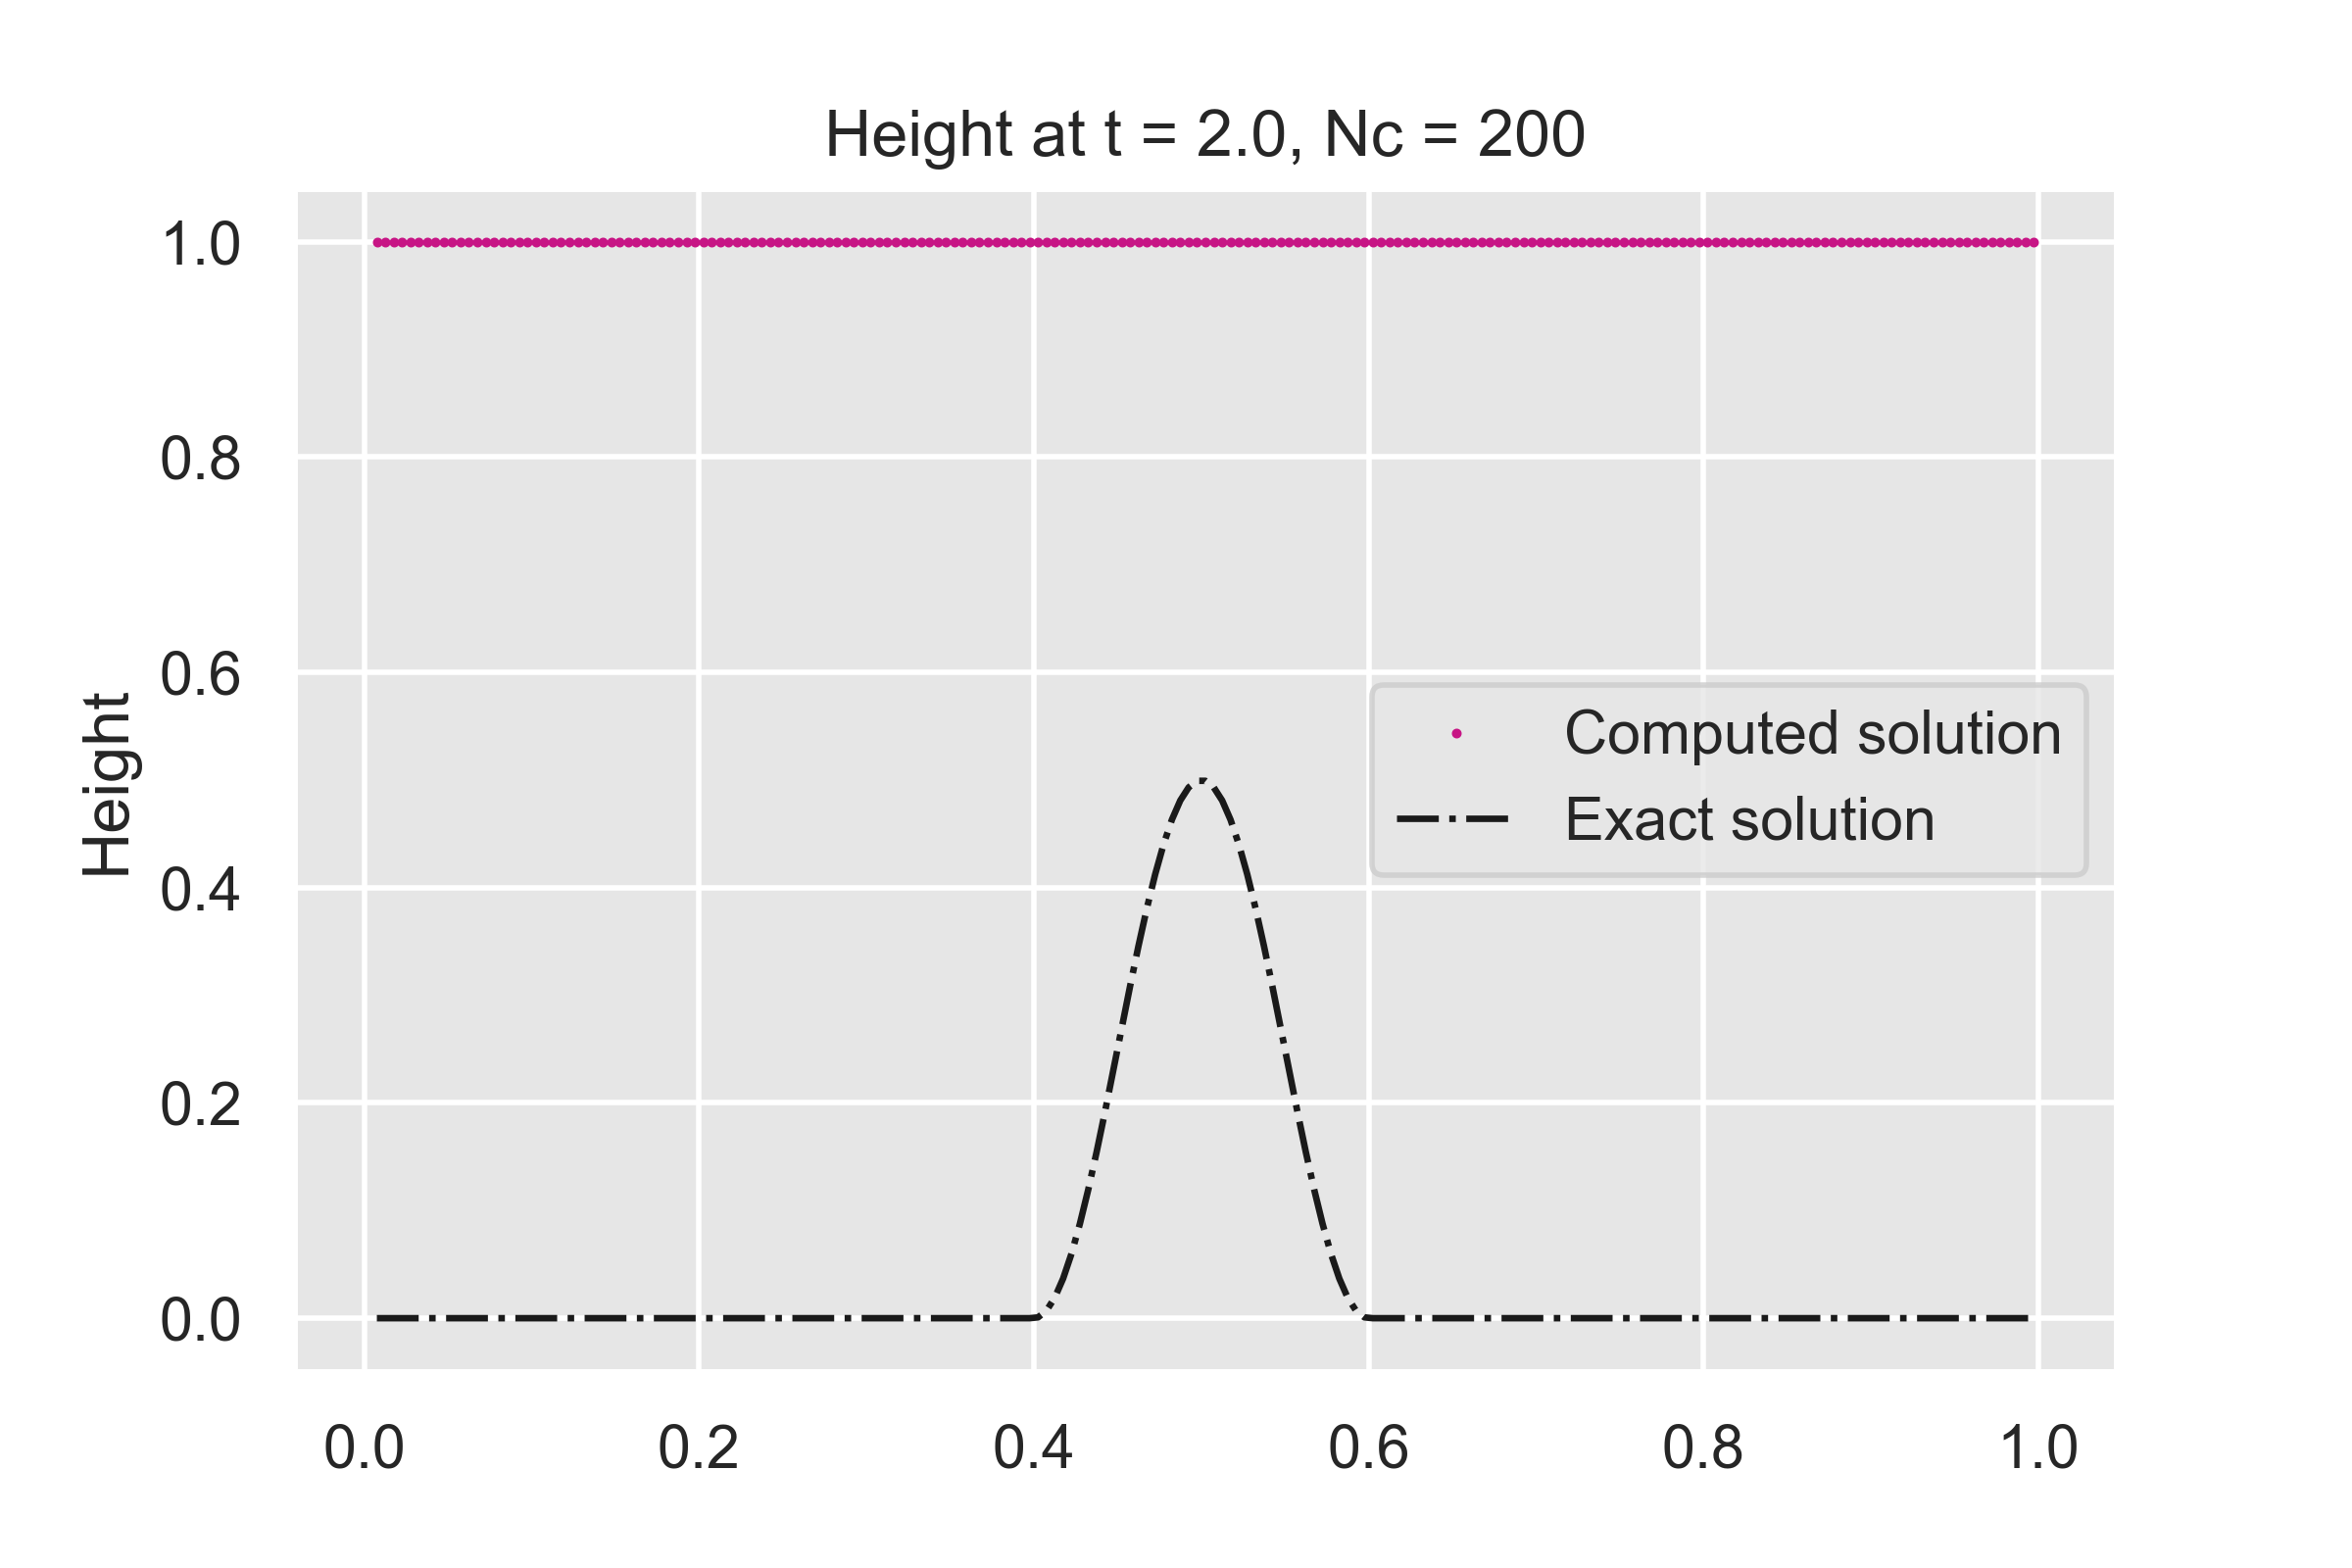 Height at t = 2.0, Nc = 200
1.0
0.8
0.6
0.4
0.2
0.0
Height
Computed solution
Exact solution
0.0 0.2 0.4 0.6 0.8 1.0